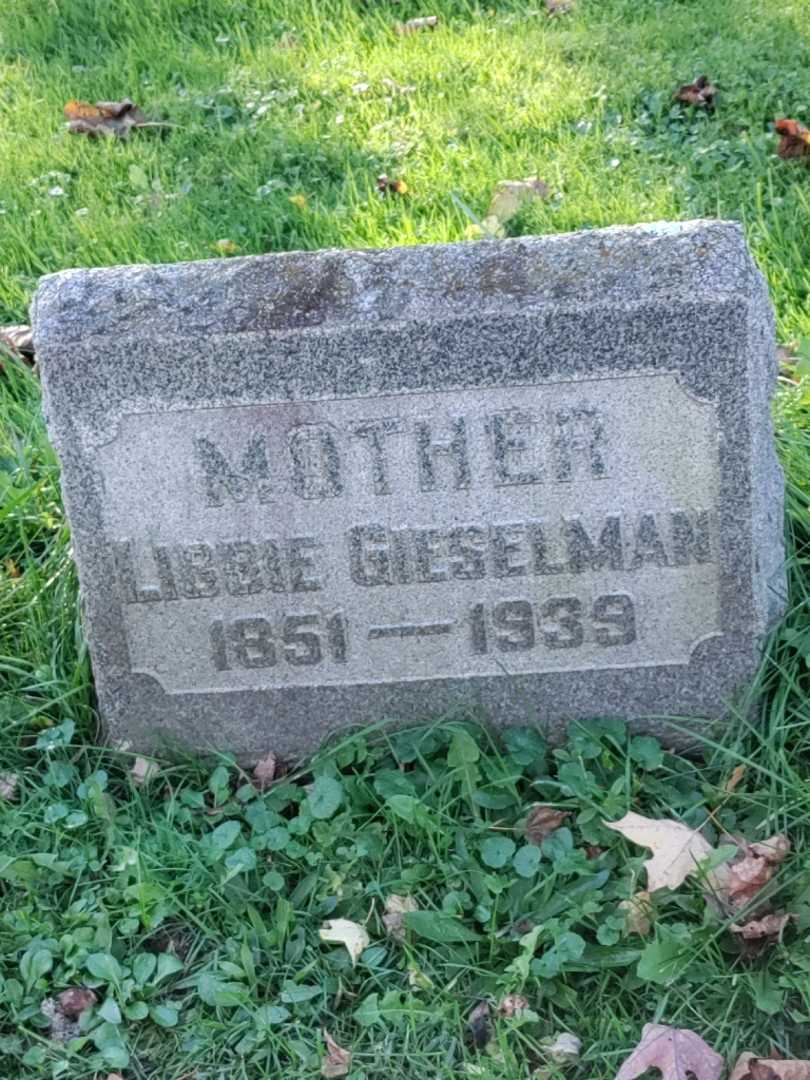 MOTHER
LIBBIE GIESELMAN
1851 — 1939